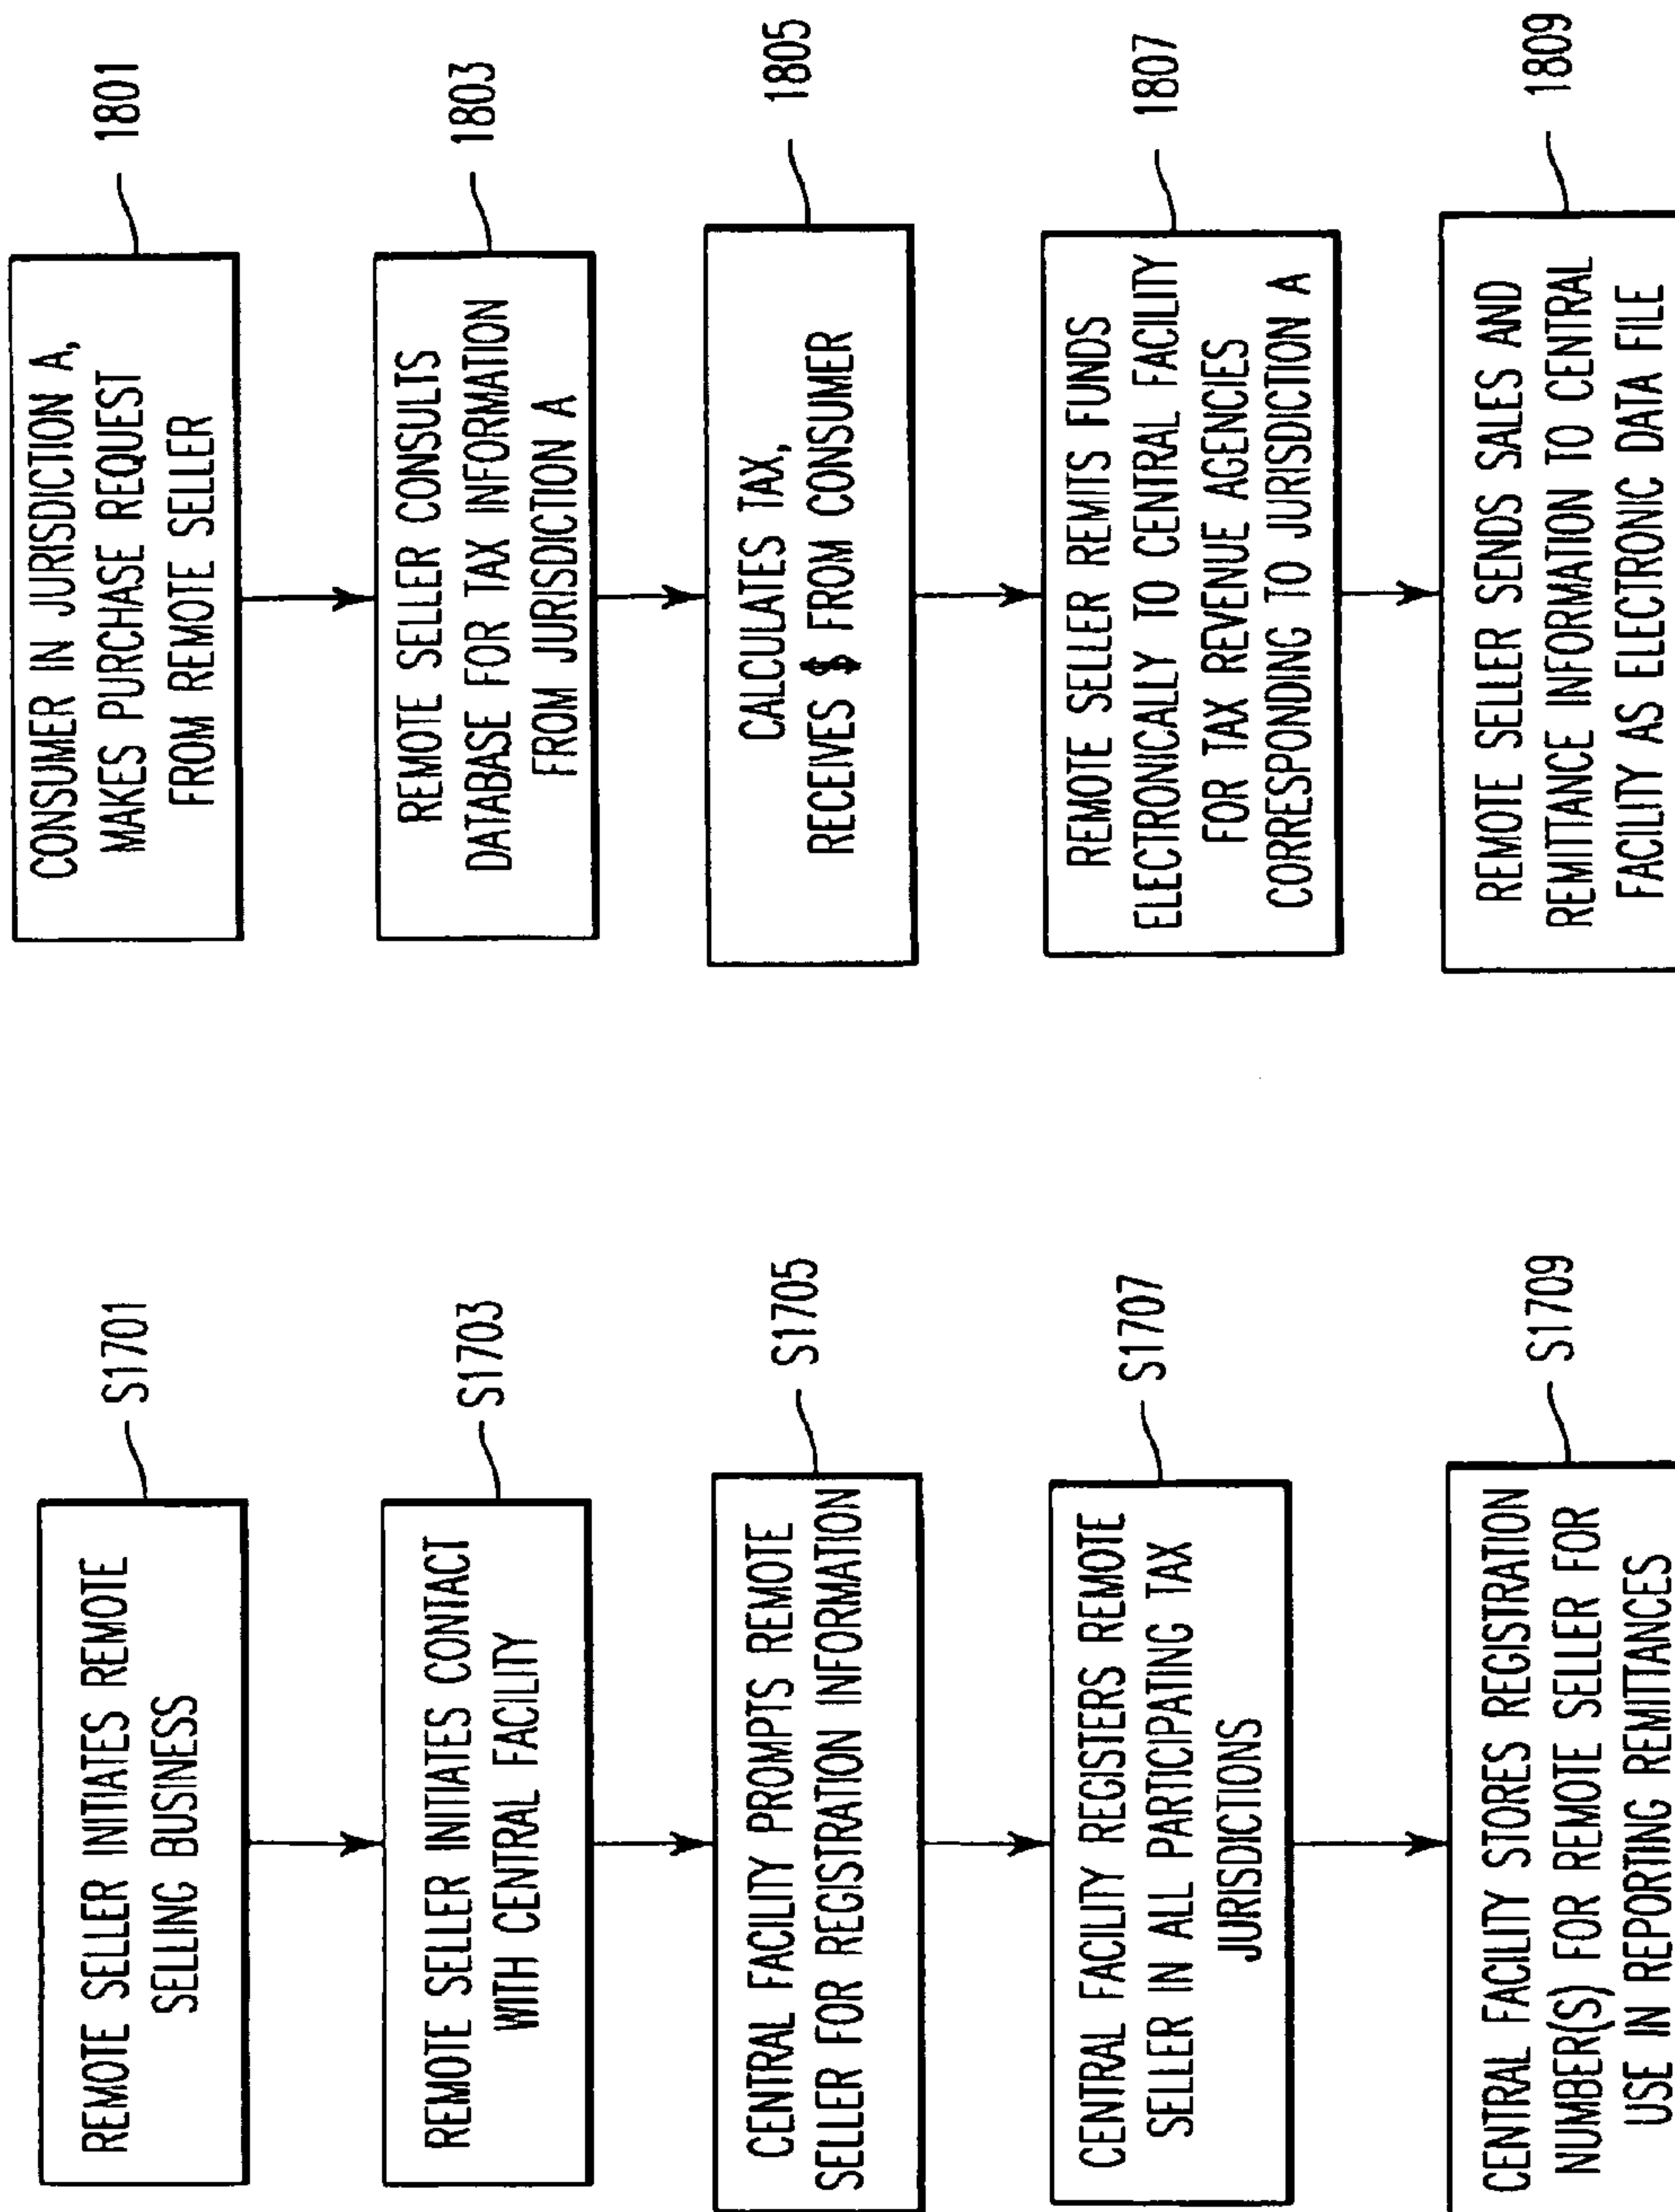 REMOTE SELLER INITIATES REMOTE
SELLING BUSINESS
S1701
REMOTE SELLER INITIATES CONTACT
WITH CENTRAL FACILITY
S1703
CENTRAL FACILITY PROMPTS REMOTE
SELLER FOR REGISTRATION INFORMATION
S1705
CENTRAL FACILITY REGISTERS REMOTE
SELLER IN ALL PARTICIPATING TAX
JURISDICTIONS
S1707
CENTRAL FACILITY STORES REGISTRATION
NUMBER(S) FOR REMOTE SELLER FOR
USE IN REPORTING REMITTANCES
S1709
CONSUMER IN JURISDICTION A,
MAKES PURCHASE REQUEST
FROM REMOTE SELLER
1801
REMOTE SELLER CONSULTS
DATABASE FOR TAX INFORMATION
FROM JURISDICTION A
1803
CALCULATES TAX,
RECEIVES $ FROM CONSUMER
1805
REMOTE SELLER REMITS FUNDS
ELECTRONICALLY TO CENTRAL FACILITY
FOR TAX REVENUE AGENCIES
CORRESPONDING TO JURISDICTION A
1807
REMOTE SELLER SENDS SALES AND
REMITTANCE INFORMATION TO CENTRAL
FACILITY AS ELECTRONIC DATA FILE
1809